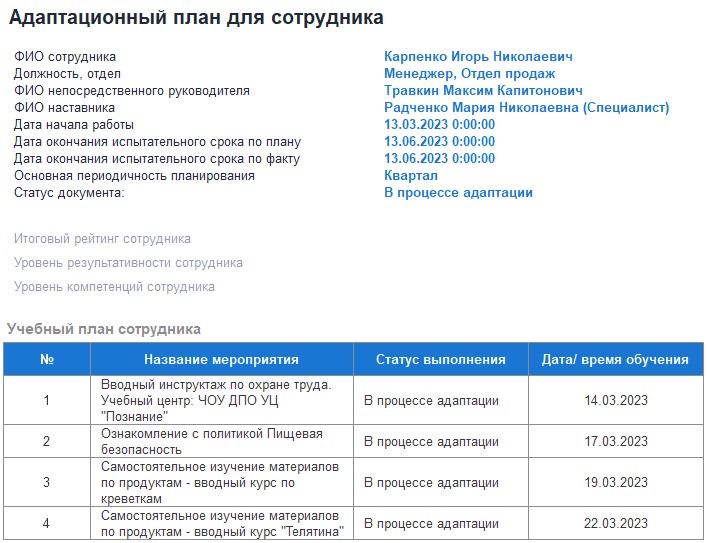 Адаптационный план для сотрудника
ФИО сотрудника Карпенко Игорь Николаевич
Должность, отдел Менеджер, Отдел продаж
ФИО непосредственного руководителя Травкин Максим Капитонович
ФИО наставника Радченко Мария Николаевна (Специалист)
Дата начала работы 13.03.2023 0:00:00
Дата окончания испытательного срока по плану 13.06.2023 0:00:00
Дата окончания испытательного срока по факту 13.06.2023 0:00:00
Основная периодичность планирования Квартал
Статус документа: В процессе адаптации
Итоговый рейтинг сотрудника
Уровень результативности сотрудника
Уровень компетенций сотрудника
Учебный план сотрудника
№ Название мероприятия Статус выполнения Дата/ время обучения
Вводный инструктаж по охране труда.
1 Учебный центр: ЧОУ ДПО УЦ В процессе адаптации 14.03.2023
"Познание"
2 Ознакомление с политикой Пищевая В процессе адаптации 17.03.2023
безопасность
Самостоятельное изучение материалов
3 по продуктам - вводный курс по В процессе адаптации 19.03.2023
креветкам
4 Самостоятельное изучение материалов В процессе адаптации 22.03.2023
по продуктам - вводный курс "Телятина"